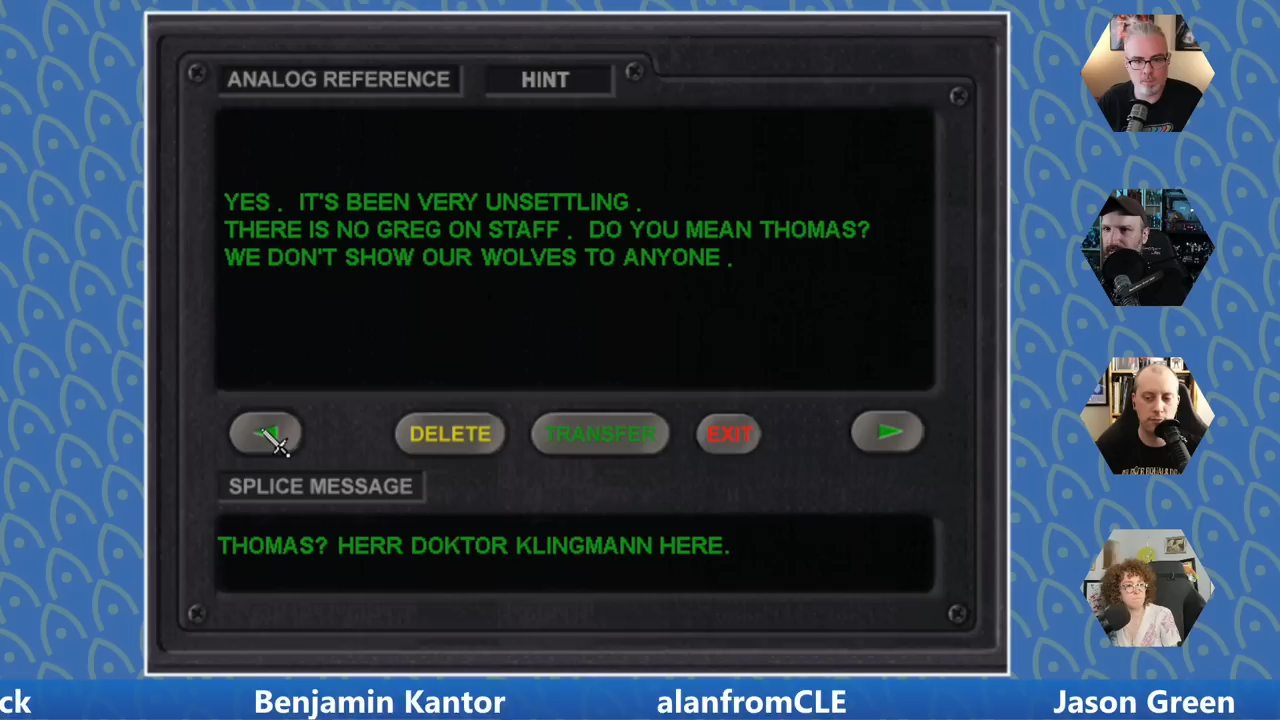 ANALOG REFERENCE HINT
YES . IT'S BEEN VERY UNSETTLING .
THERE IS NO GREG ON STAFF . DO YOU MEAN THOMAS?
WE DON'T SHOW OUR WOLVES TO ANYONE .
DELETE TRANSFER EXIT
SPLICE MESSAGE
THOMAS? HERR DOKTOR KLINGMANN HERE.
ck Benjamin Kantor alanfromCLE Jason Green